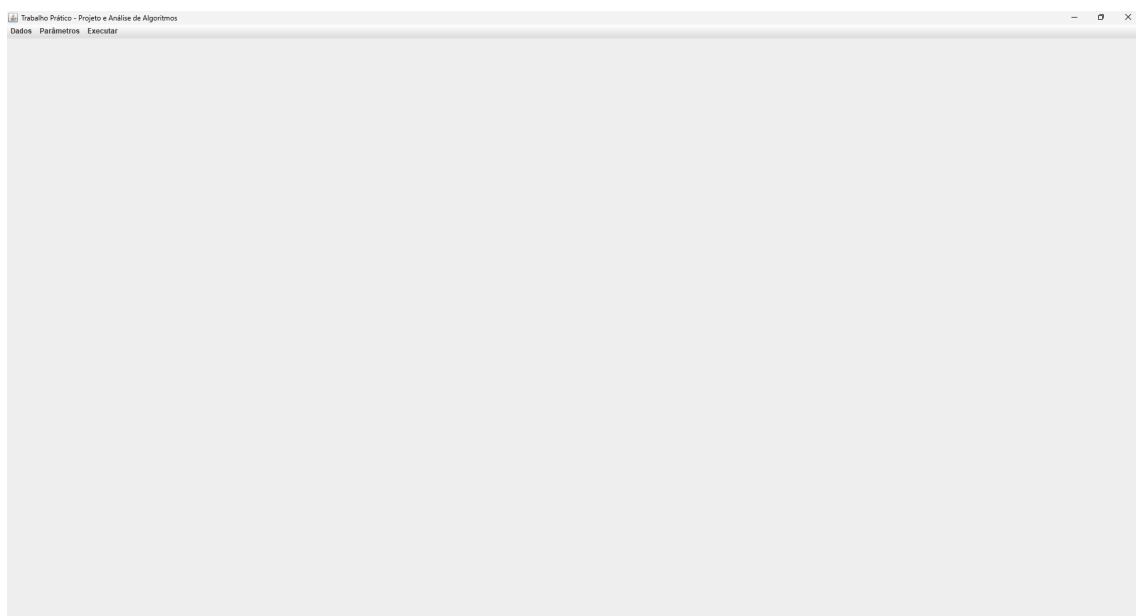 Trabalho Prático - Projeto e Análise de Algoritmos
Dados Parâmetros Executar